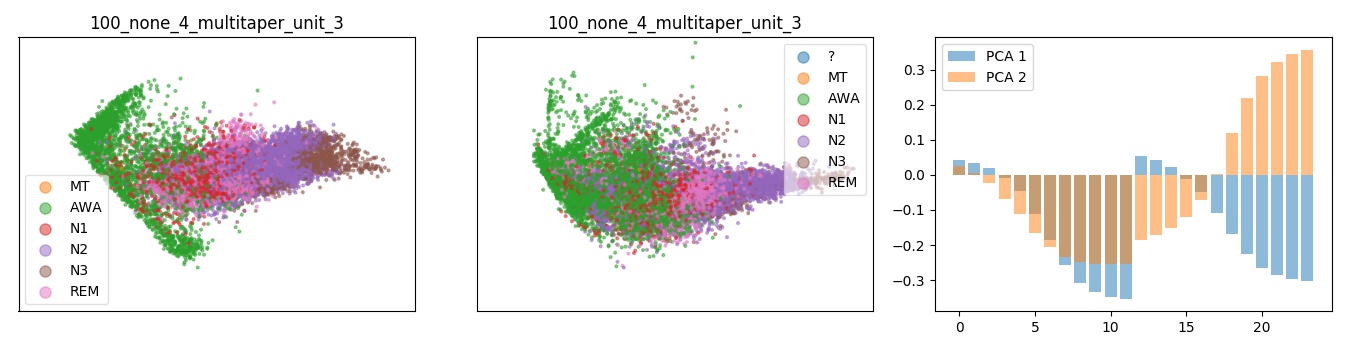 100_none_4_multitaper_unit_3
MT
AWA
N1
N2
N3
REM
100_none_4_multitaper_unit_3
?
MT
AWA
N1
N2
N3
REM
PCA 1
PCA 2
0.3
0.2
0.1
0.0
−0.1
−0.2
−0.3
0
5
10
15
20